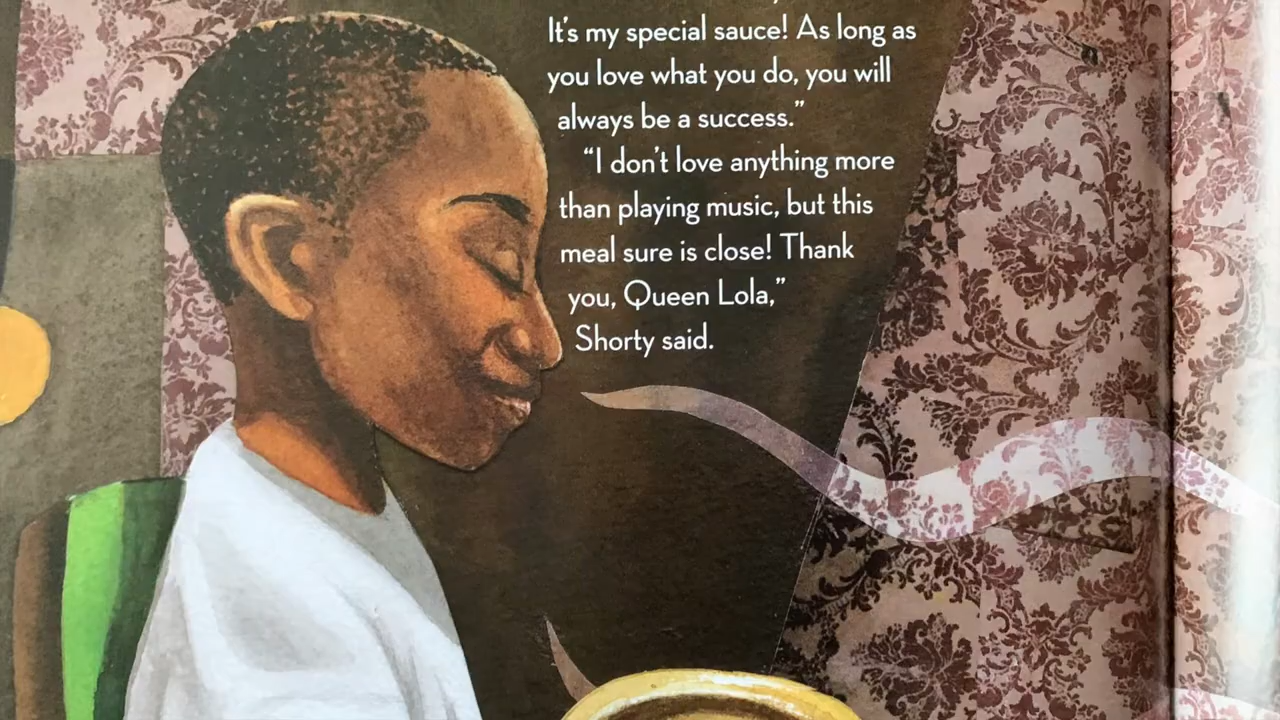 It's my special sauce! As long as
you love what you do, you will
always be a success."
"I don't love anything more
than playing music, but this
meal sure is close! Thank
you, Queen Lola,"
Shorty said.